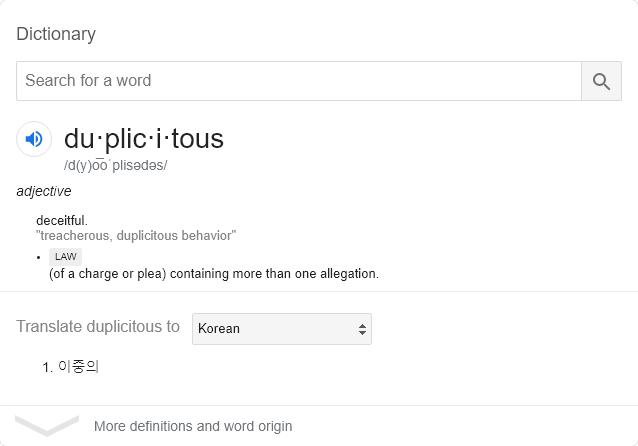 Dictionary
Search for a word
du·plic·i·tous
/d(y)o͞oˈplisədəs/
adjective
deceitful.
"treacherous, duplicitous behavior"
• LAW
(of a charge or plea) containing more than one allegation.
Translate duplicitous to Korean
1. 이중의
More definitions and word origin